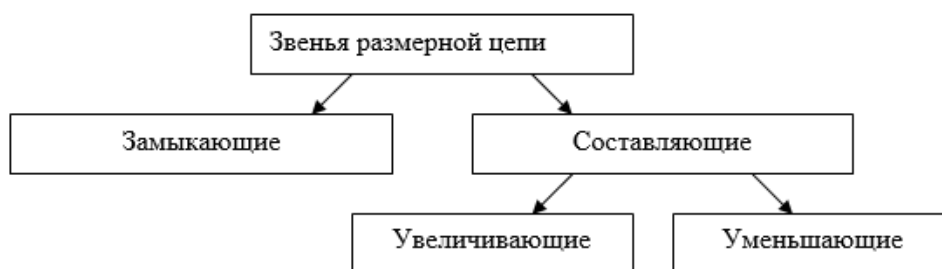 Звенья размерной цепи
Замыкающие
Составляющие
Увеличивающие
Уменьшающие